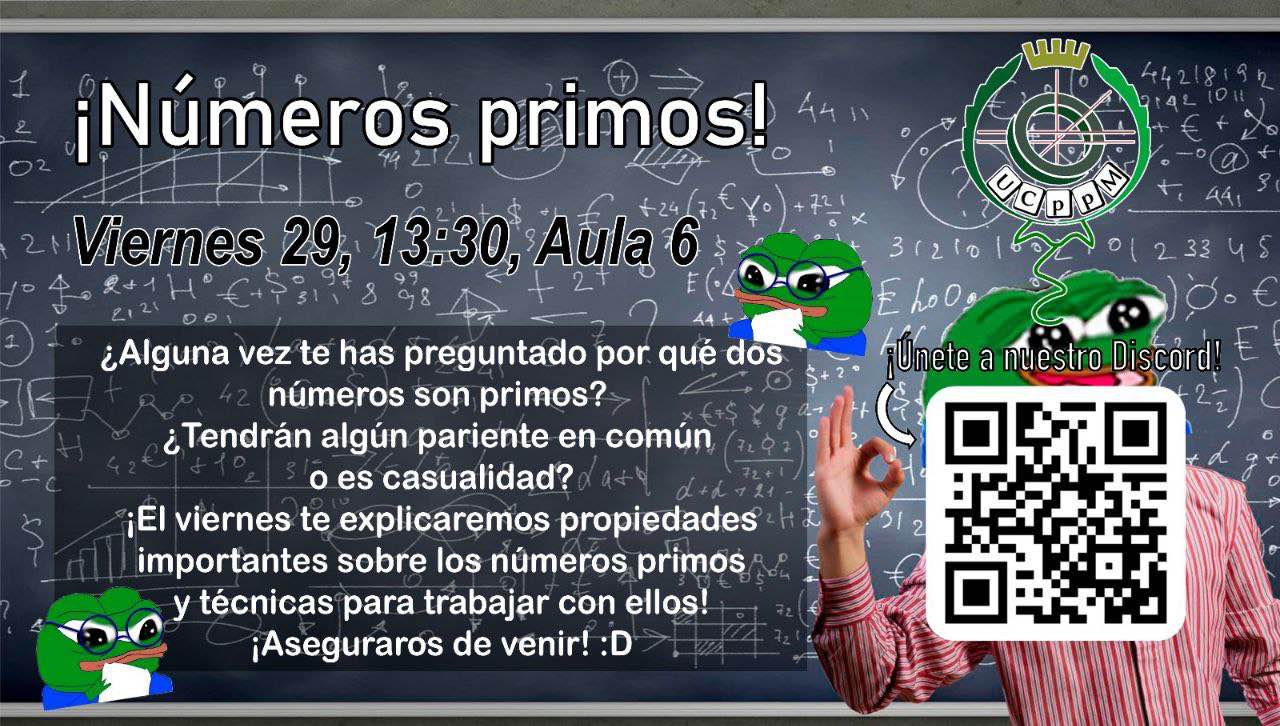 ¡Números primos!
UCppM
Viernes 29, 13:30, Aula 6
¡Únete a nuestro Discord!
¿Alguna vez te has preguntado por qué dos
números son primos?
¿Tendrán algún pariente en común
o es casualidad?
¡El viernes te explicaremos propiedades
importantes sobre los números primos
y técnicas para trabajar con ellos!
¡Aseguraros de venir! :D